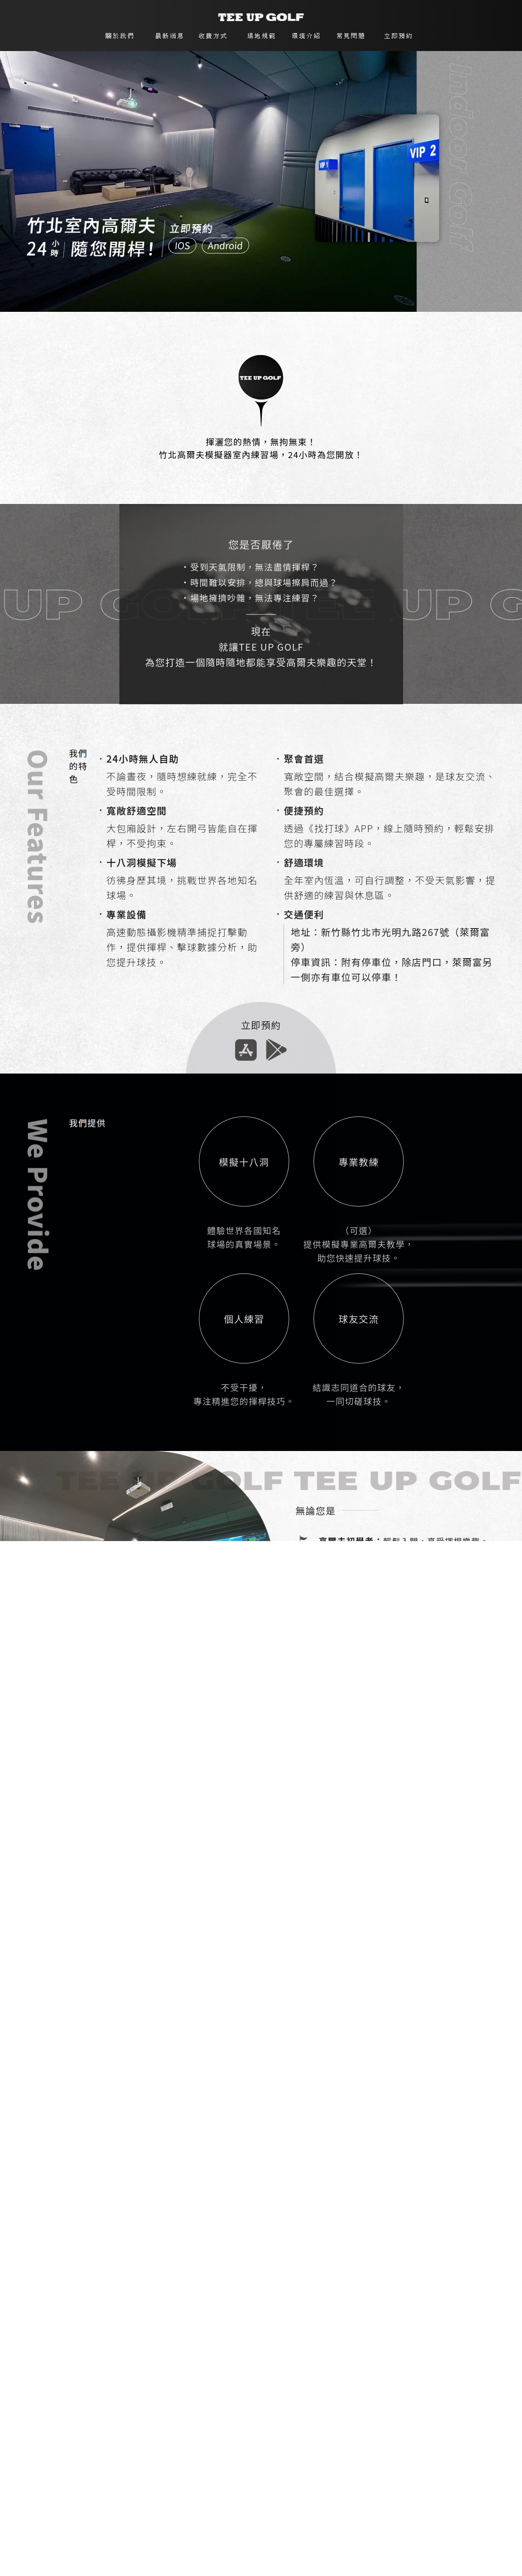 TEE UP GOLF
關於我們 最新消息 收費方式 場地規範 環境介紹 常見問題 立即預約
Indoor Golf
VIP 1
VIP 2
竹北室內高爾夫
24小時 隨您開桿！
立即預約
IOS Android
TEE UP GOLF
揮灑您的熱情，無拘無束！
竹北高爾夫模擬器室內練習場，24小時為您開放！
您是否厭倦了
・受到天氣限制，無法盡情揮桿？
・時間難以安排，總與球場擦肩而過？
・場地擁擠吵雜，無法專注練習？
現在
就讓TEE UP GOLF
為您打造一個隨時隨地都能享受高爾夫樂趣的天堂！
Our Features
我們
的特
色
・24小時無人自助
不論晝夜，隨時想練就練，完全不
受時間限制。
・寬敞舒適空間
大包廂設計，左右開弓皆能自在揮
桿，不受拘束。
・十八洞模擬下場
彷彿身歷其境，挑戰世界各地知名
球場。
・專業設備
高速動態攝影機精準捕捉打擊動
作，提供揮桿、擊球數據分析，助
您提升球技。
・聚會首選
寬敞空間，結合模擬高爾夫樂趣，是球友交流、
聚會的最佳選擇。
・便捷預約
透過《找打球》APP，線上隨時預約，輕鬆安排
您的專屬練習時段。
・舒適環境
全年室內恆溫，可自行調整，不受天氣影響，提
供舒適的練習與休息區。
・交通便利
地址：新竹縣竹北市光明九路267號（萊爾富
旁）
停車資訊：附有停車位，除店門口，萊爾富另
一側亦有車位可以停車！
立即預約
We Provide
我們提供
模擬十八洞
體驗世界各國知名
球場的真實場景。
專業教練
（可選）
提供模擬專業高爾夫教學，
助您快速提升球技。
個人練習
不受干擾，
專注精進您的揮桿技巧。
球友交流
結識志同道合的球友，
一同切磋球技。
TEE UP GOLF TEE UP GOLF
無論您是
高爾夫初學者：輕鬆入門，享受揮桿樂趣。